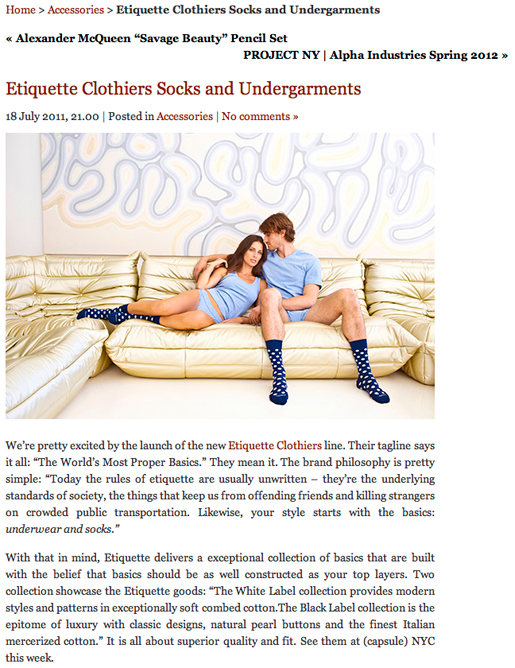 Home > Accessories > Etiquette Clothiers Socks and Undergarments
« Alexander McQueen “Savage Beauty” Pencil Set
PROJECT NY | Alpha Industries Spring 2012 »
Etiquette Clothiers Socks and Undergarments
18 July 2011, 21.00 | Posted in Accessories | No comments »
We’re pretty excited by the launch of the new Etiquette Clothiers line. Their tagline says
it all: “The World’s Most Proper Basics.” They mean it. The brand philosophy is pretty
simple: “Today the rules of etiquette are usually unwritten – they’re the underlying
standards of society, the things that keep us from offending friends and killing strangers
on crowded public transportation. Likewise, your style starts with the basics:
underwear and socks.”
With that in mind, Etiquette delivers a exceptional collection of basics that are built
with the belief that basics should be as well constructed as your top layers. Two
collection showcase the Etiquette goods: “The White Label collection provides modern
styles and patterns in exceptionally soft combed cotton.The Black Label collection is the
epitome of luxury with classic designs, natural pearl buttons and the finest Italian
mercerized cotton.” It is all about superior quality and fit. See them at (capsule) NYC
this week.